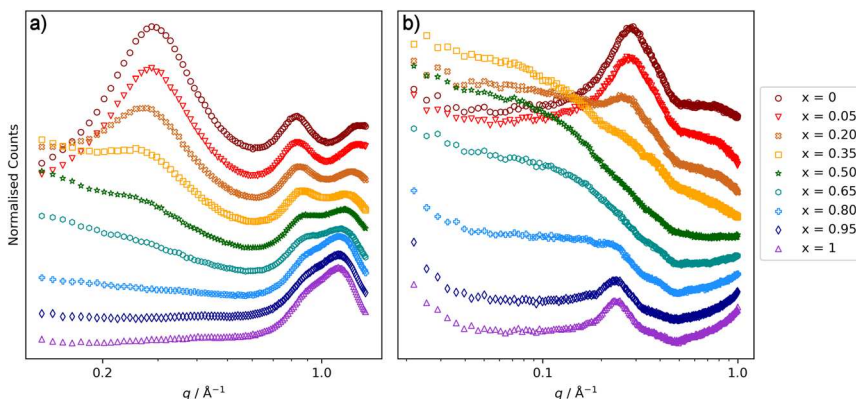 a)
b)
Normalised Counts
0.2
1.0
q / Å⁻¹
0.1
1.0
q / Å⁻¹
x = 0
x = 0.05
x = 0.20
x = 0.35
x = 0.50
x = 0.65
x = 0.80
x = 0.95
x = 1